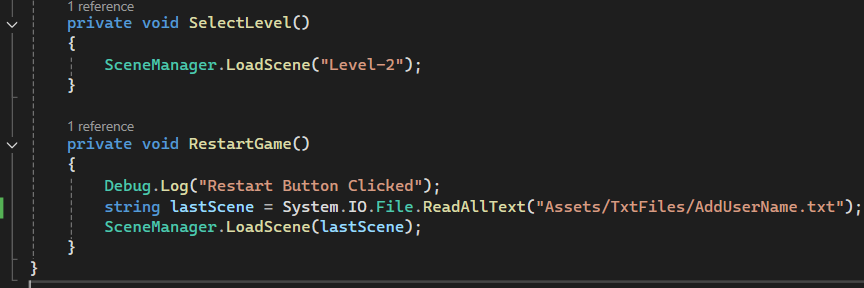 1 reference
private void SelectLevel()
{
SceneManager.LoadScene("Level-2");
}
1 reference
private void RestartGame()
{
Debug.Log("Restart Button Clicked");
string lastScene = System.IO.File.ReadAllText("Assets/TxtFiles/AddUserName.txt");
SceneManager.LoadScene(lastScene);
}
}